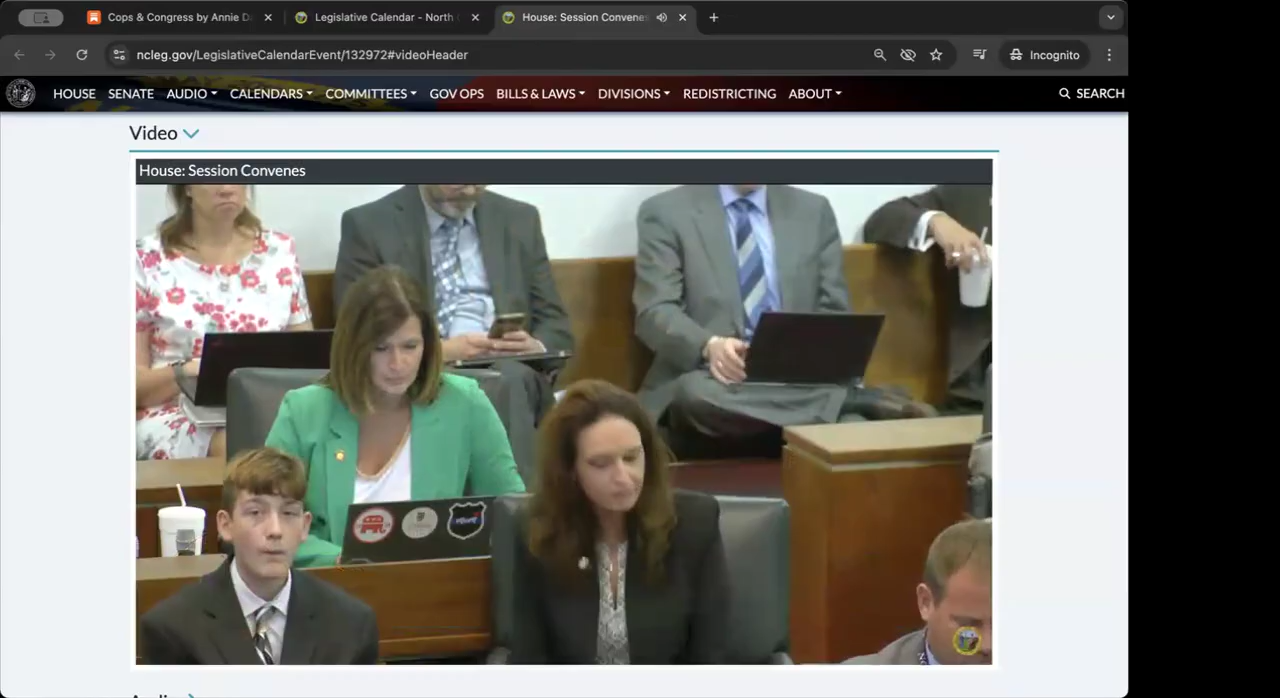 Cops & Congress by Annie D
Legislative Calendar - North
House: Session Convenes
ncleg.gov/LegislativeCalendarEvent/132972#videoHeader
Incognito
HOUSE SENATE AUDIO CALENDARS COMMITTEES GOV OPS BILLS & LAWS DIVISIONS REDISTRICTING ABOUT SEARCH
Video
House: Session Convenes